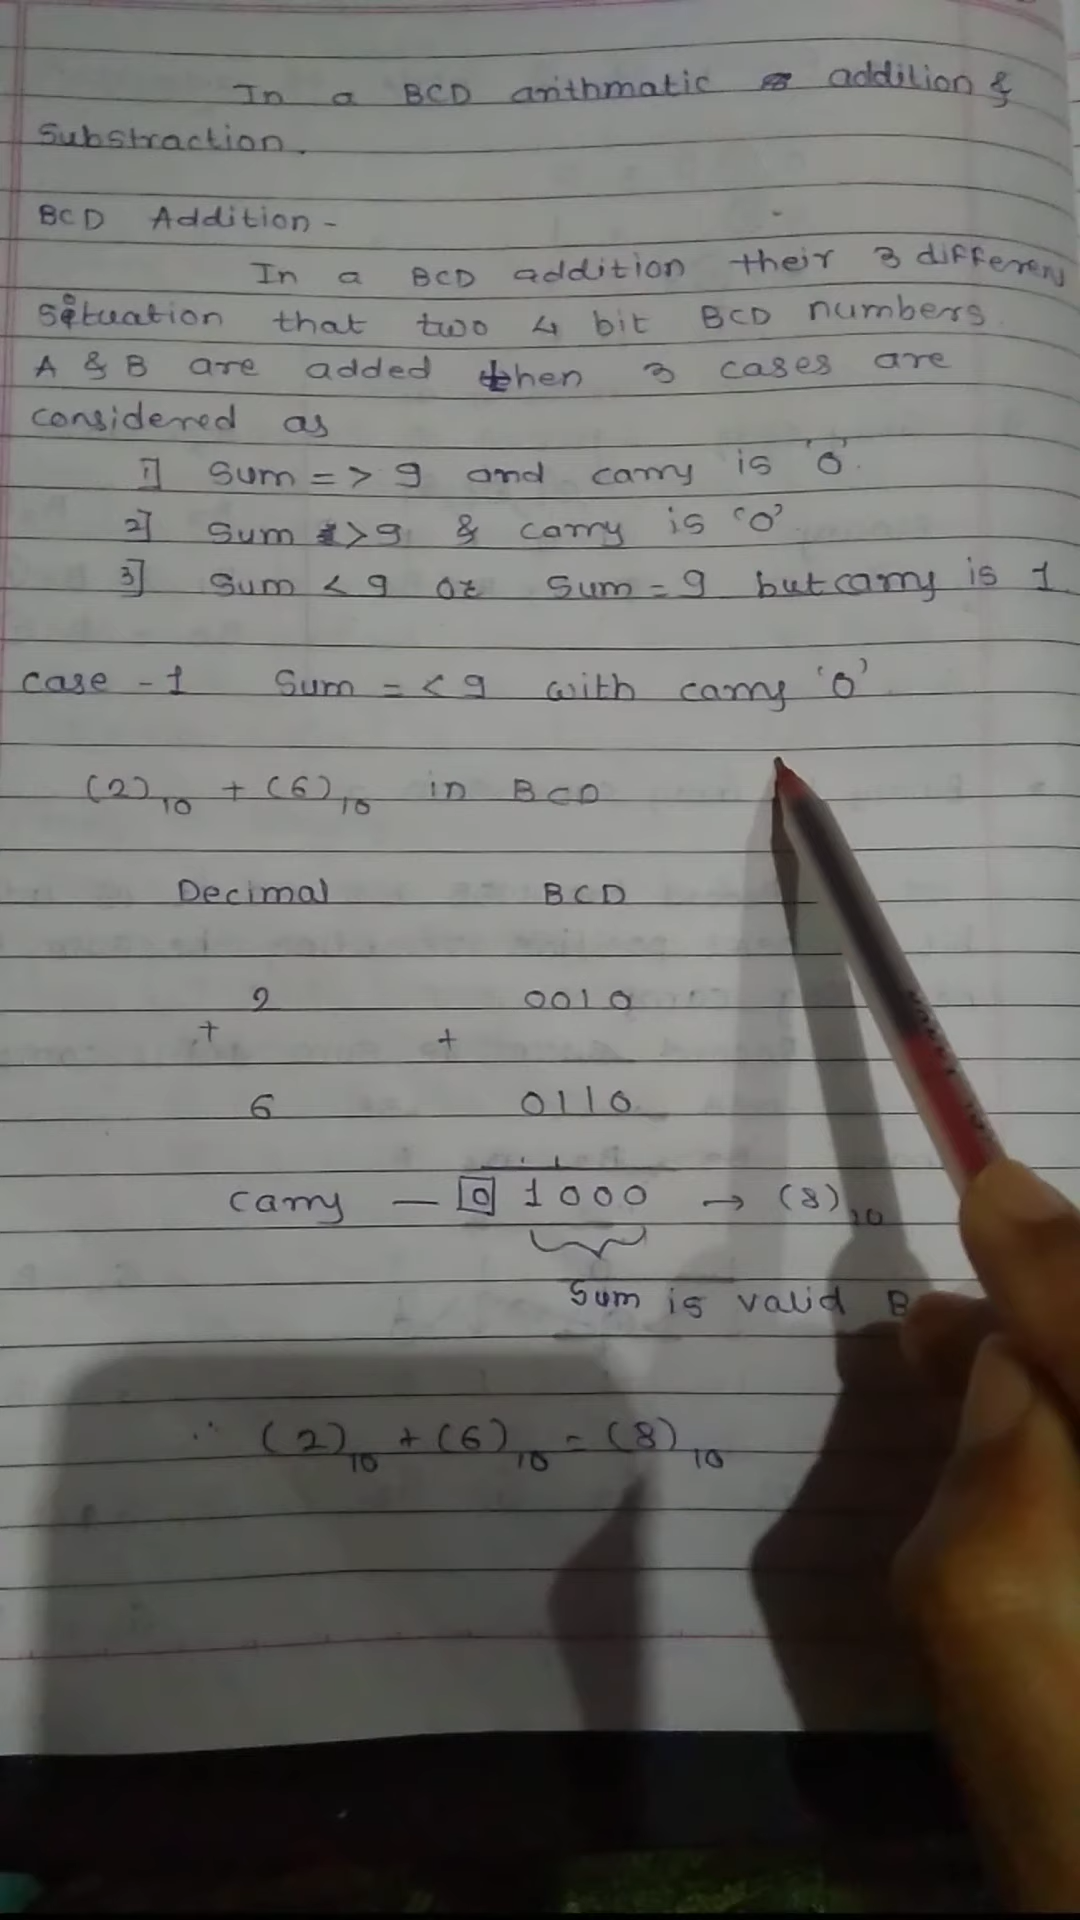 In a BCD arithmatic addilion &
Substraction.
BCD Addition -
In a BCD addition their 3 differen
Situation that two 4 bit BCD numbers.
A & B are added then 3 cases are
considered as
1] Sum = > 9 and carry is '0'.
2] Sum > 9 & carry is '0'
3] Sum < 9 or Sum = 9 but carry is 1
Case - 1 Sum = < 9 with carry '0'
(2)10 + (6)10 in BCD
Decimal BCD
2 0010
+ +
6 0110
carry - 0 1000 → (8)10
Sum is valid B
∴ (2)10 + (6)10 = (8)10